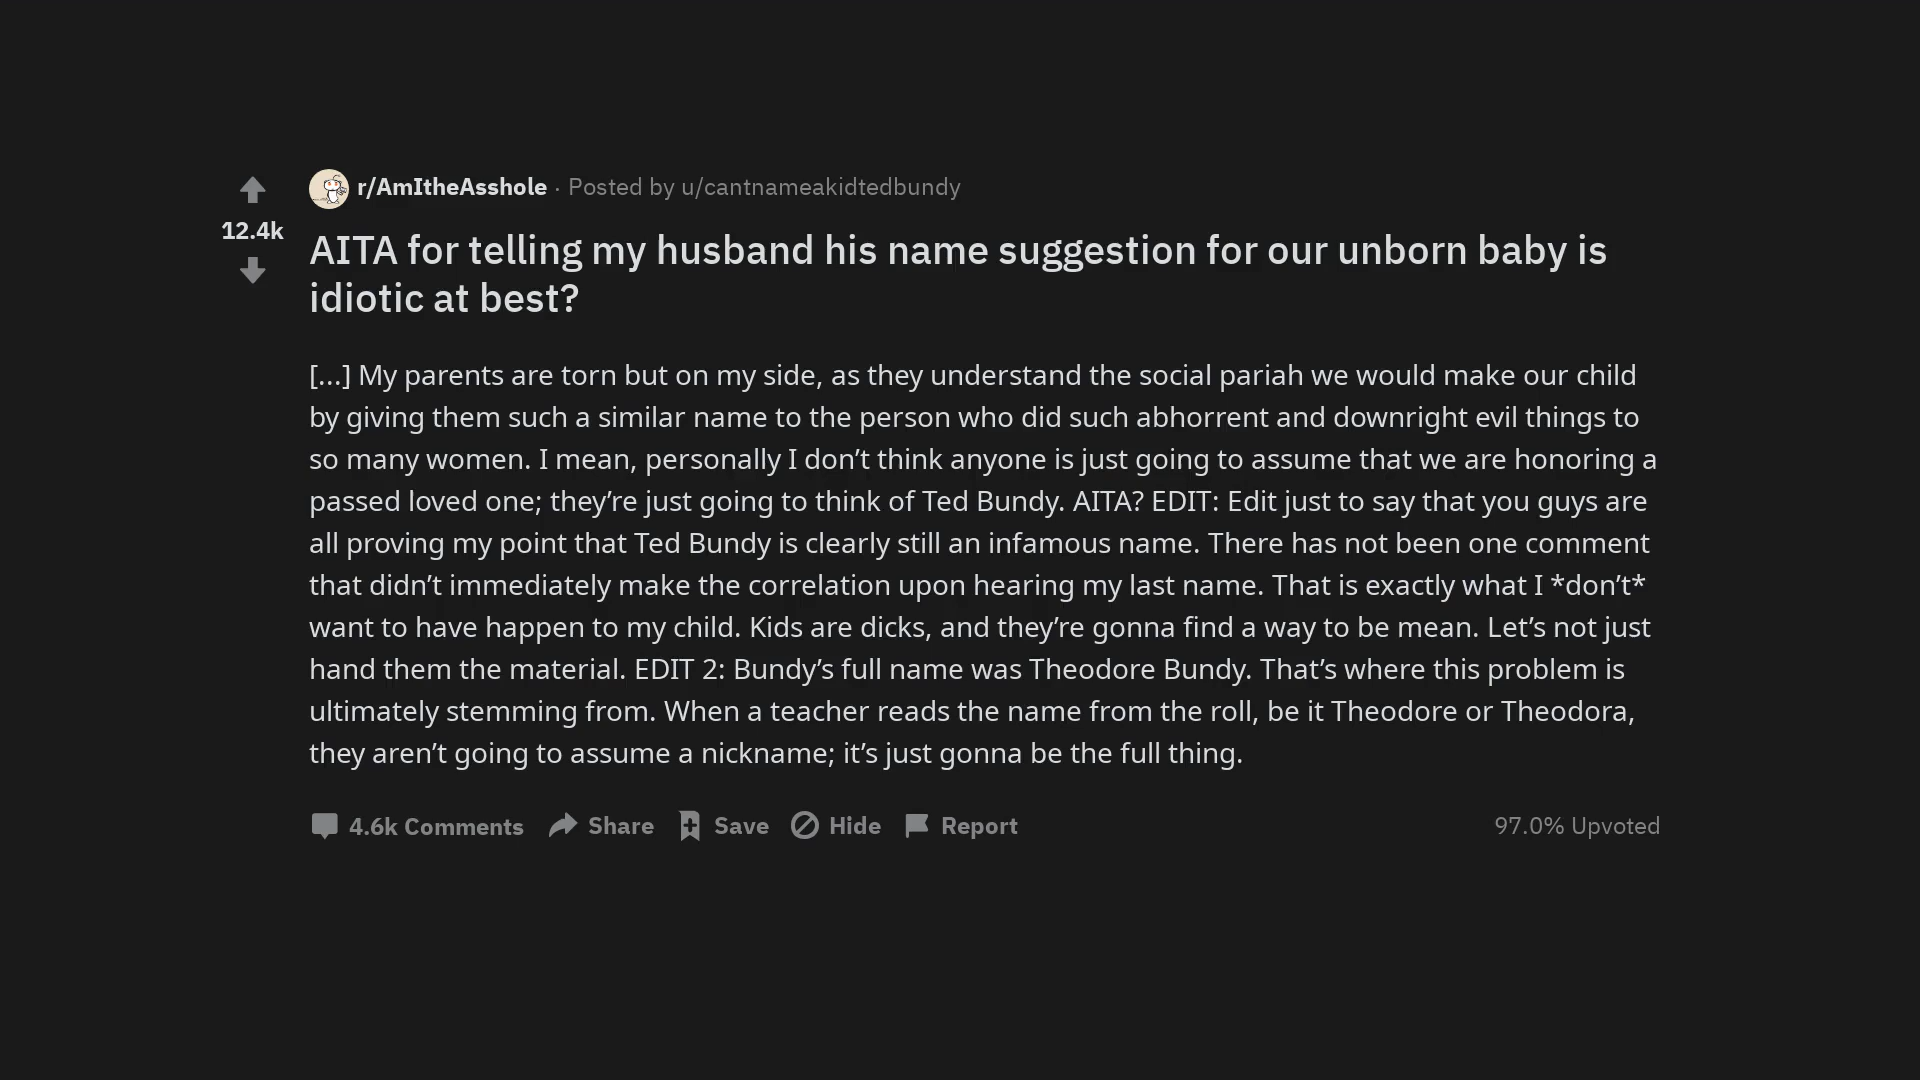 r/AmItheAsshole · Posted by u/cantnameakidtedbundy
12.4k
AITA for telling my husband his name suggestion for our unborn baby is
idiotic at best?
[...] My parents are torn but on my side, as they understand the social pariah we would make our child
by giving them such a similar name to the person who did such abhorrent and downright evil things to
so many women. I mean, personally I don’t think anyone is just going to assume that we are honoring a
passed loved one; they’re just going to think of Ted Bundy. AITA? EDIT: Edit just to say that you guys are
all proving my point that Ted Bundy is clearly still an infamous name. There has not been one comment
that didn’t immediately make the correlation upon hearing my last name. That is exactly what I *don’t*
want to have happen to my child. Kids are dicks, and they’re gonna find a way to be mean. Let’s not just
hand them the material. EDIT 2: Bundy’s full name was Theodore Bundy. That’s where this problem is
ultimately stemming from. When a teacher reads the name from the roll, be it Theodore or Theodora,
they aren’t going to assume a nickname; it’s just gonna be the full thing.
4.6k Comments Share Save Hide Report 97.0% Upvoted